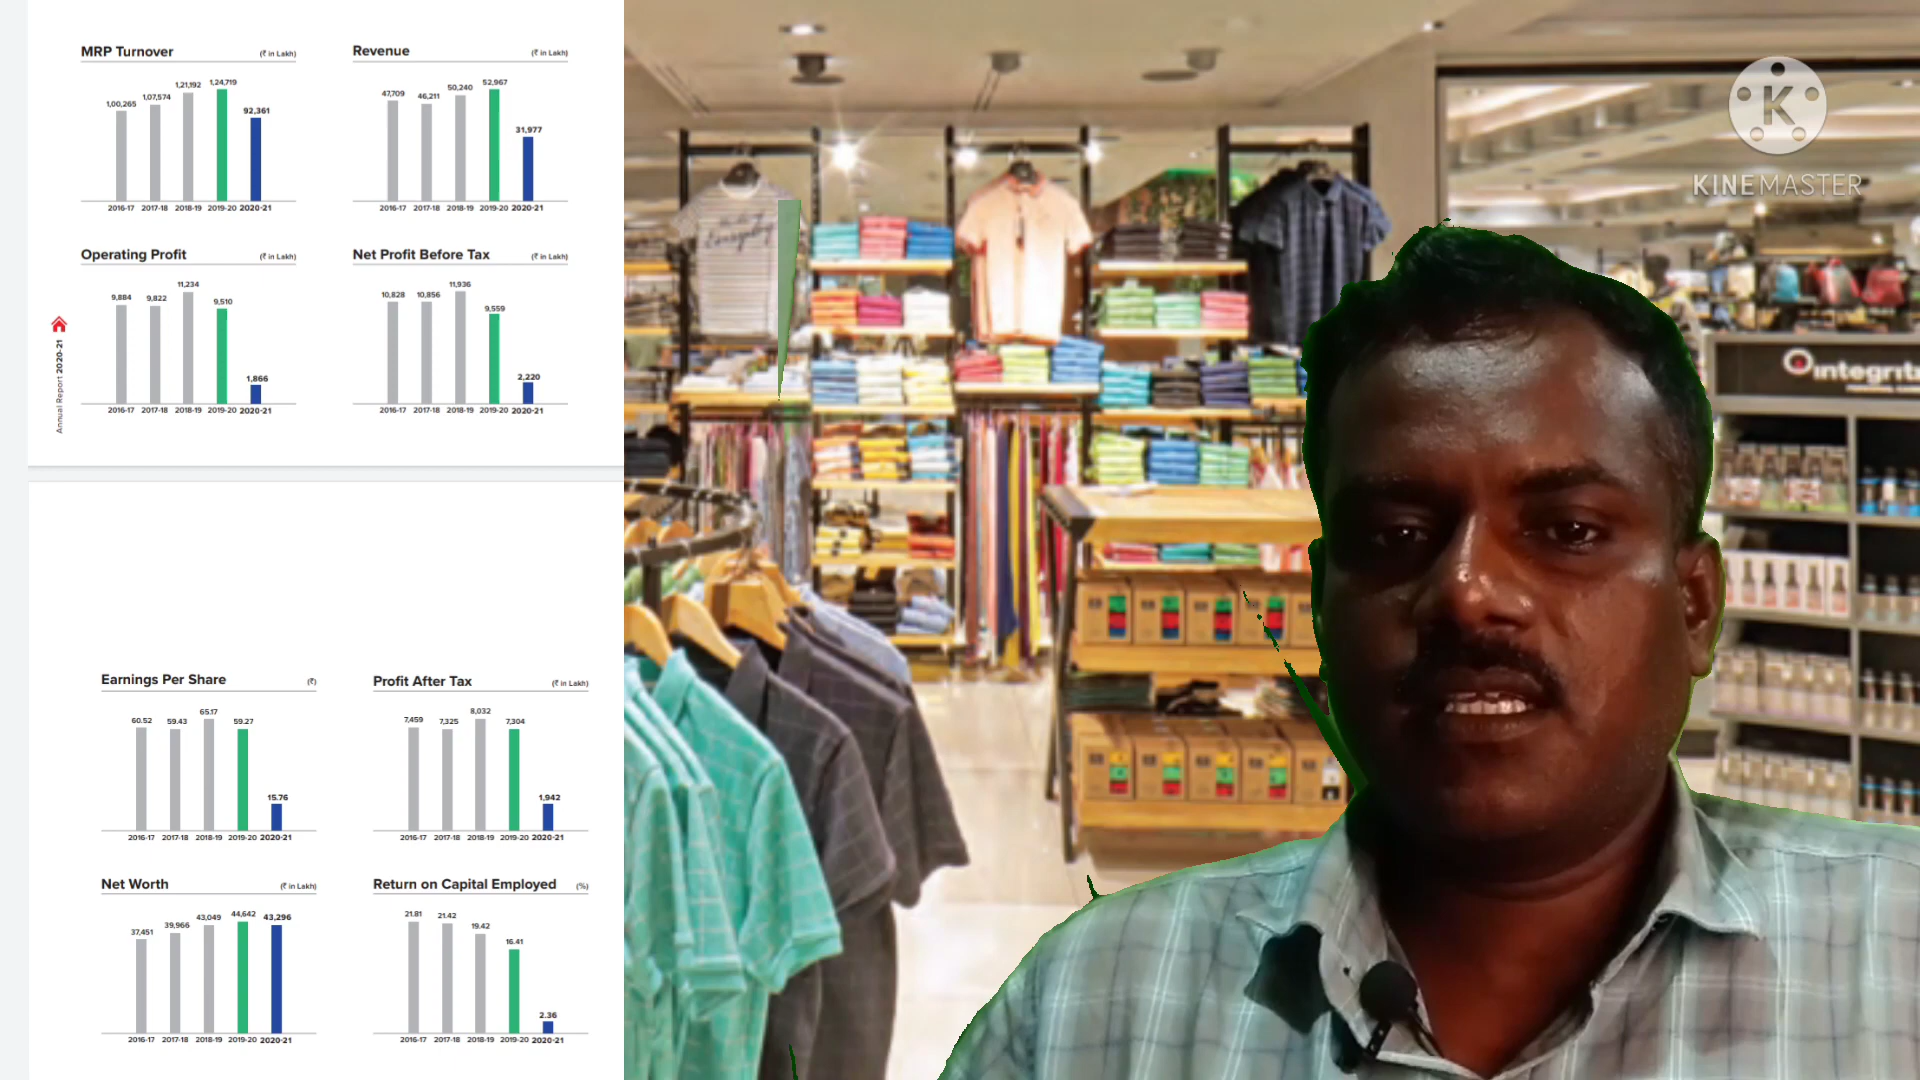 MRP Turnover (₹ in Lakh)
1,00,265 1,07,574 1,21,192 1,24,719 92,361
2016-17 2017-18 2018-19 2019-20 2020-21
Revenue (₹ in Lakh)
47,709 46,211 50,240 52,967 31,977
2016-17 2017-18 2018-19 2019-20 2020-21
Operating Profit (₹ in Lakh)
9,884 9,822 11,234 9,510 1,866
2016-17 2017-18 2018-19 2019-20 2020-21
Net Profit Before Tax (₹ in Lakh)
10,828 10,856 11,936 9,559 2,220
2016-17 2017-18 2018-19 2019-20 2020-21
Annual Report 2020-21
Earnings Per Share (₹)
60.52 59.43 65.17 59.27 15.76
2016-17 2017-18 2018-19 2019-20 2020-21
Profit After Tax (₹ in Lakh)
7,459 7,325 8,032 7,304 1,942
2016-17 2017-18 2018-19 2019-20 2020-21
Net Worth (₹ in Lakh)
37,451 39,966 43,049 44,642 43,296
2016-17 2017-18 2018-19 2019-20 2020-21
Return on Capital Employed (%)
21.81 21.42 19.42 16.41 2.36
2016-17 2017-18 2018-19 2019-20 2020-21
K
KINEMASTER
integrit